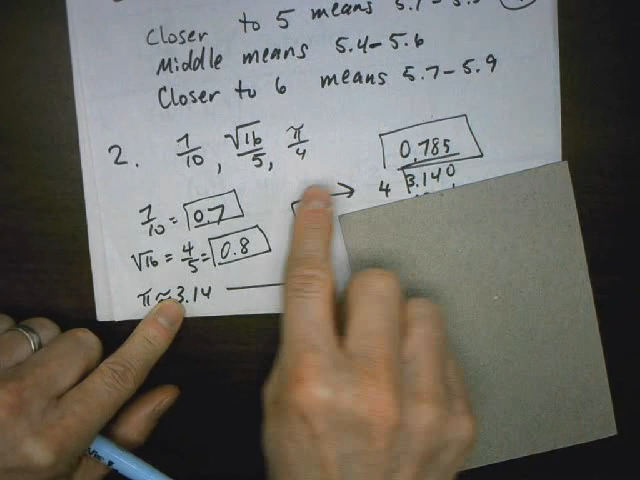 Closer to 5 means
Middle means 5.4-5.6
Closer to 6 means 5.7-5.9
2. 7/10, √16/5, π/4
0.785
4 3.140
7/10 = 0.7
√16 = 4/5 = 0.8
π ≈ 3.14